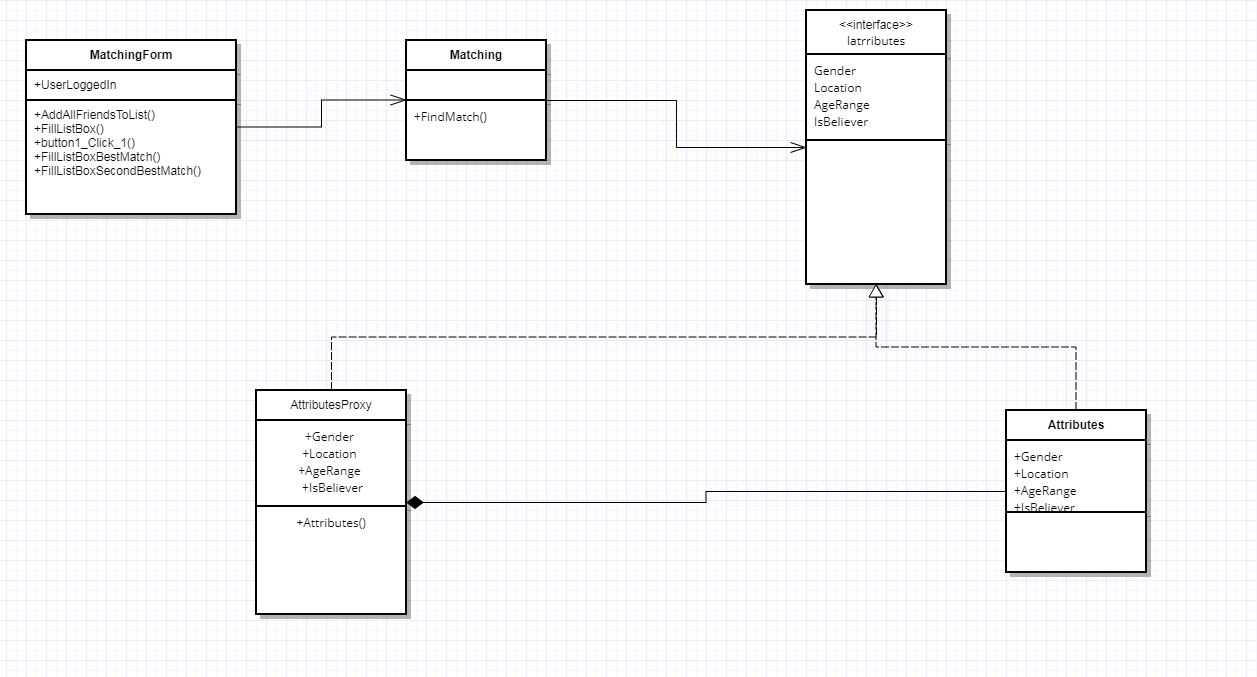 MatchingForm
+UserLoggedIn
+AddAllFriendsToList()
+FillListBox()
+button1_Click_1()
+FillListBoxBestMatch()
+FillListBoxSecondBestMatch()
Matching
+FindMatch()
<<interface>>
Iatrributes
Gender
Location
AgeRange
IsBeliever
AttributesProxy
+Gender
+Location
+AgeRange
+IsBeliever
+Attributes()
Attributes
+Gender
+Location
+AgeRange
+IsBeliever